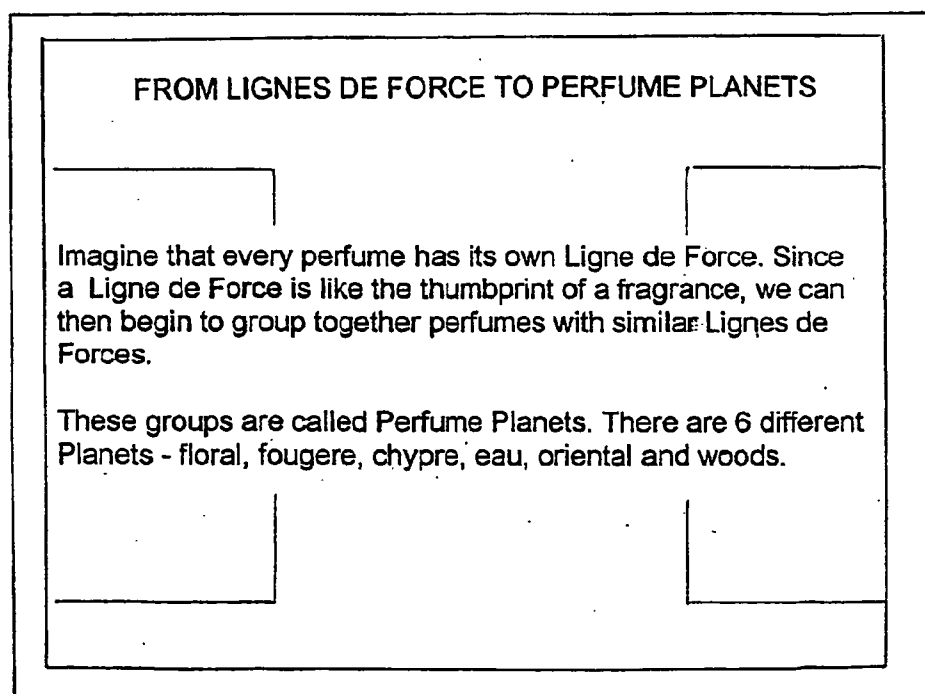 FROM LIGNES DE FORCE TO PERFUME PLANETS
Imagine that every perfume has its own Ligne de Force. Since
a Ligne de Force is like the thumbprint of a fragrance, we can
then begin to group together perfumes with similar Lignes de
Forces.
These groups are called Perfume Planets. There are 6 different
Planets - floral, fougere, chypre, eau, oriental and woods.